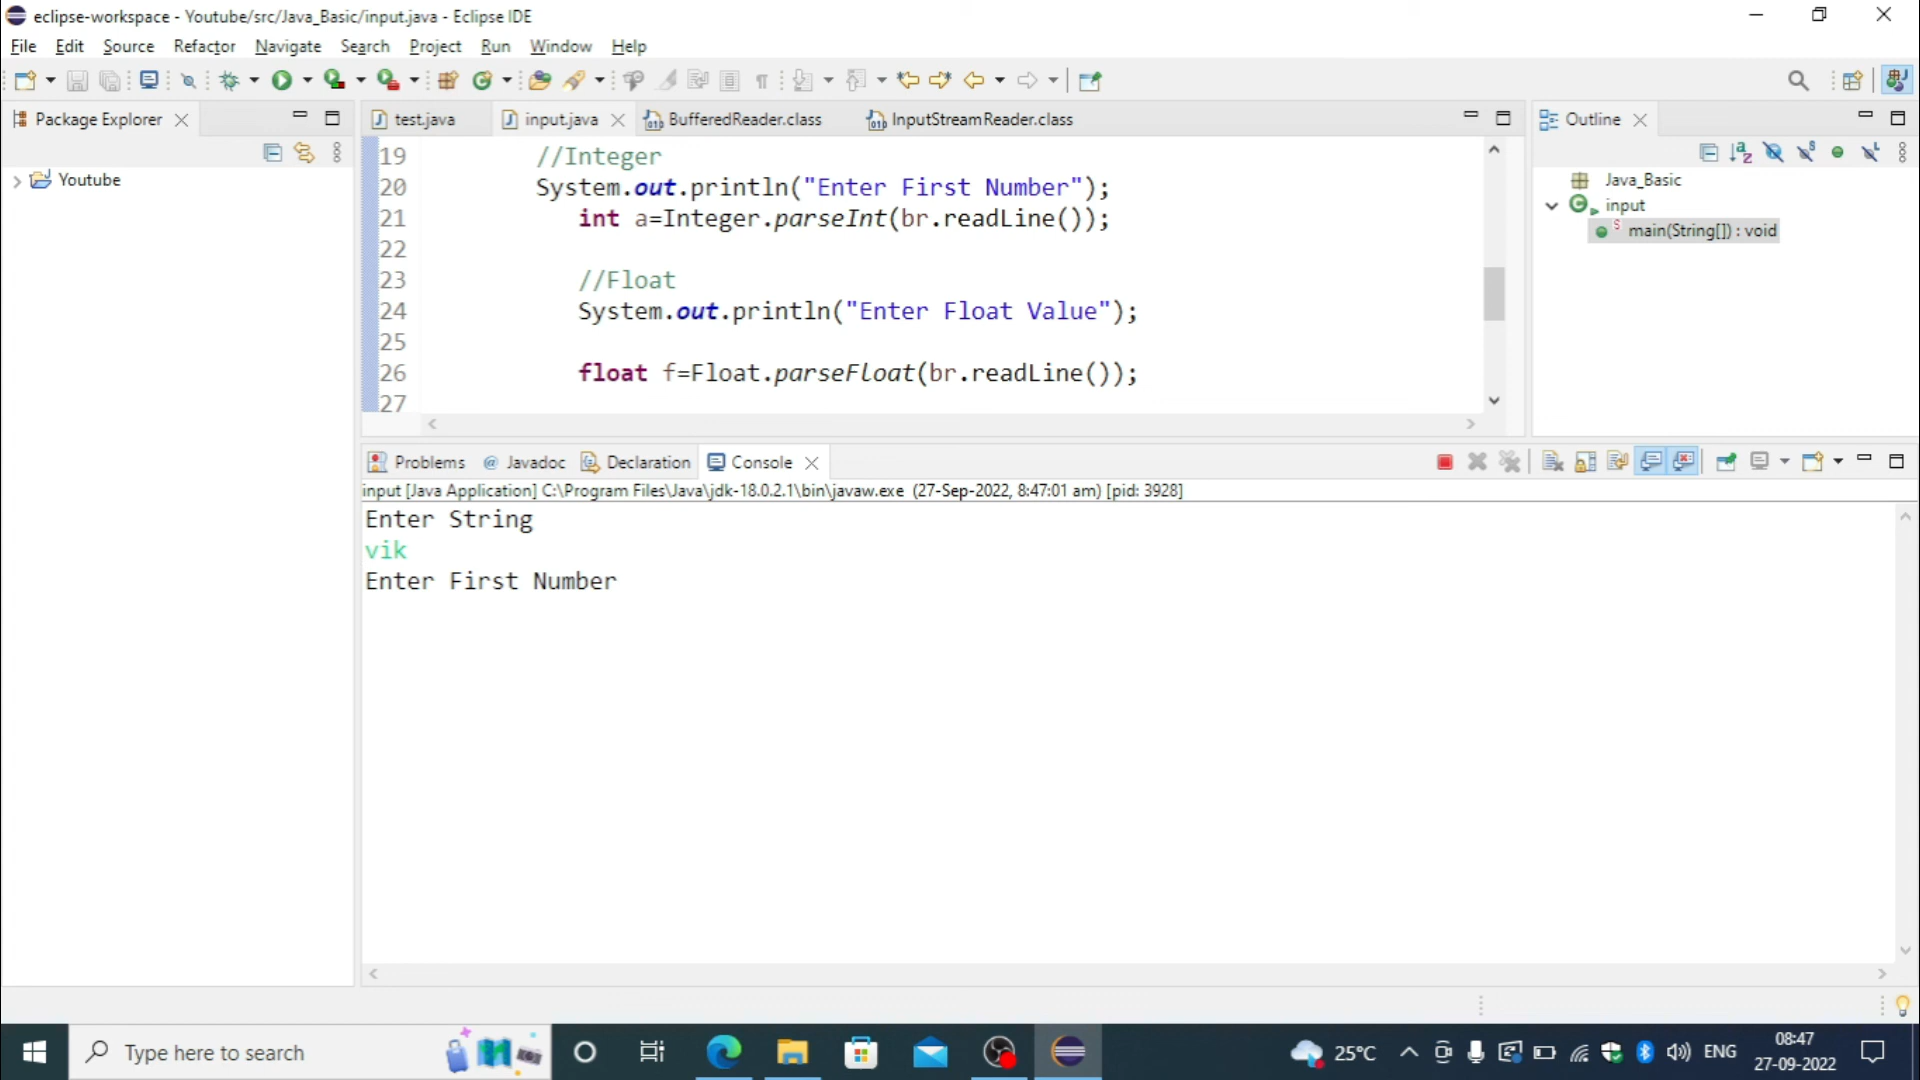 eclipse-workspace - Youtube/src/Java_Basic/input.java - Eclipse IDE
File Edit Source Refactor Navigate Search Project Run Window Help
Package Explorer
test.java input.java BufferedReader.class InputStreamReader.class
Outline
Youtube
19 //Integer
20 System.out.println("Enter First Number");
21 int a=Integer.parseInt(br.readLine());
22
23 //Float
24 System.out.println("Enter Float Value");
25
26 float f=Float.parseFloat(br.readLine());
27
Java_Basic
input
main(String[]) : void
Problems Javadoc Declaration Console
input [Java Application] C:\Program Files\Java\jdk-18.0.2.1\bin\javaw.exe (27-Sep-2022, 8:47:01 am) [pid: 3928]
Enter String
vik
Enter First Number
Type here to search
25°C
ENG
08:47
27-09-2022